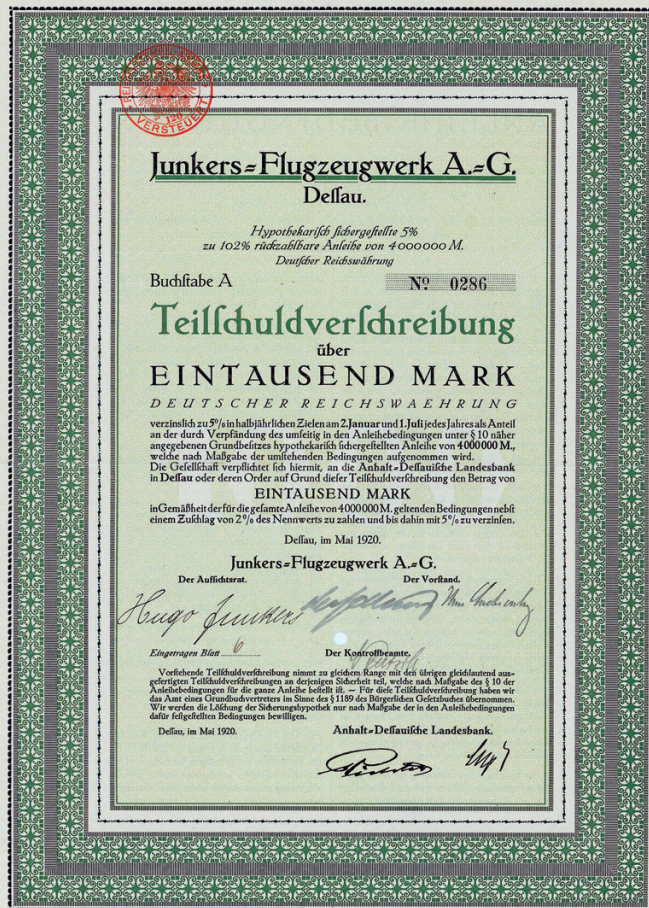 VERSTEUERT
Junkers=Flugzeugwerk A.=G.
Deſſau.
Hypothekariſch ſichergeſtellte 5%
zu 102% rückzahlbare Anleihe von 4000000 M.
Deutſcher Reichswährung
Buchſtabe A Nº 0286
Teilſchuldverſchreibung
über
EINTAUSEND MARK
DEUTSCHER REICHSWAEHRUNG
verzinslich zu 5% in halbjährlichen Zielen am 2. Januar und 1. Juli jedes Jahres als Anteil
an der durch Verpfändung des umſeitig in den Anleihebedingungen unter § 10 näher
angegebenen Grundbeſitzes hypothekariſch ſichergeſtellten Anleihe von 4000000 M.,
welche nach Maßgabe der umſtehenden Bedingungen aufgenommen wird.
Die Geſellſchaft verpflichtet ſich hiermit, an die Anhalt=Deſſauiſche Landesbank
in Deſſau oder deren Order auf Grund dieſer Teilſchuldverſchreibung den Betrag von
EINTAUSEND MARK
in Gemäßheit der für die geſamte Anleihe von 4000000 M. geltenden Bedingungen nebſt
einem Zuſchlag von 2% des Nennwerts zu zahlen und bis dahin mit 5% zu verzinſen.
Deſſau, im Mai 1920.
Junkers=Flugzeugwerk A.=G.
Der Auſſichtsrat. Der Vorſtand.
Hugo Junkers
Eingetragen Blatt 6 Der Kontrollbeamte.
Vorſtehende Teilſchuldverſchreibung nimmt zu gleichem Range mit den übrigen gleichlautend aus=
gefertigten Teilſchuldverſchreibungen an derjenigen Sicherheit teil, welche nach Maßgabe des § 10 der
Anleihebedingungen für die ganze Anleihe beſtellt iſt. — Für dieſe Teilſchuldverſchreibung haben wir
das Amt eines Grundbuchvertreters im Sinne des § 1189 des Bürgerlichen Geſetzbuches übernommen.
Wir werden die Löſchung der Sicherungshypothek nur nach Maßgabe der in den Anleihebedingungen
dafür feſtgeſetzten Bedingungen bewilligen.
Deſſau, im Mai 1920. Anhalt=Deſſauiſche Landesbank.